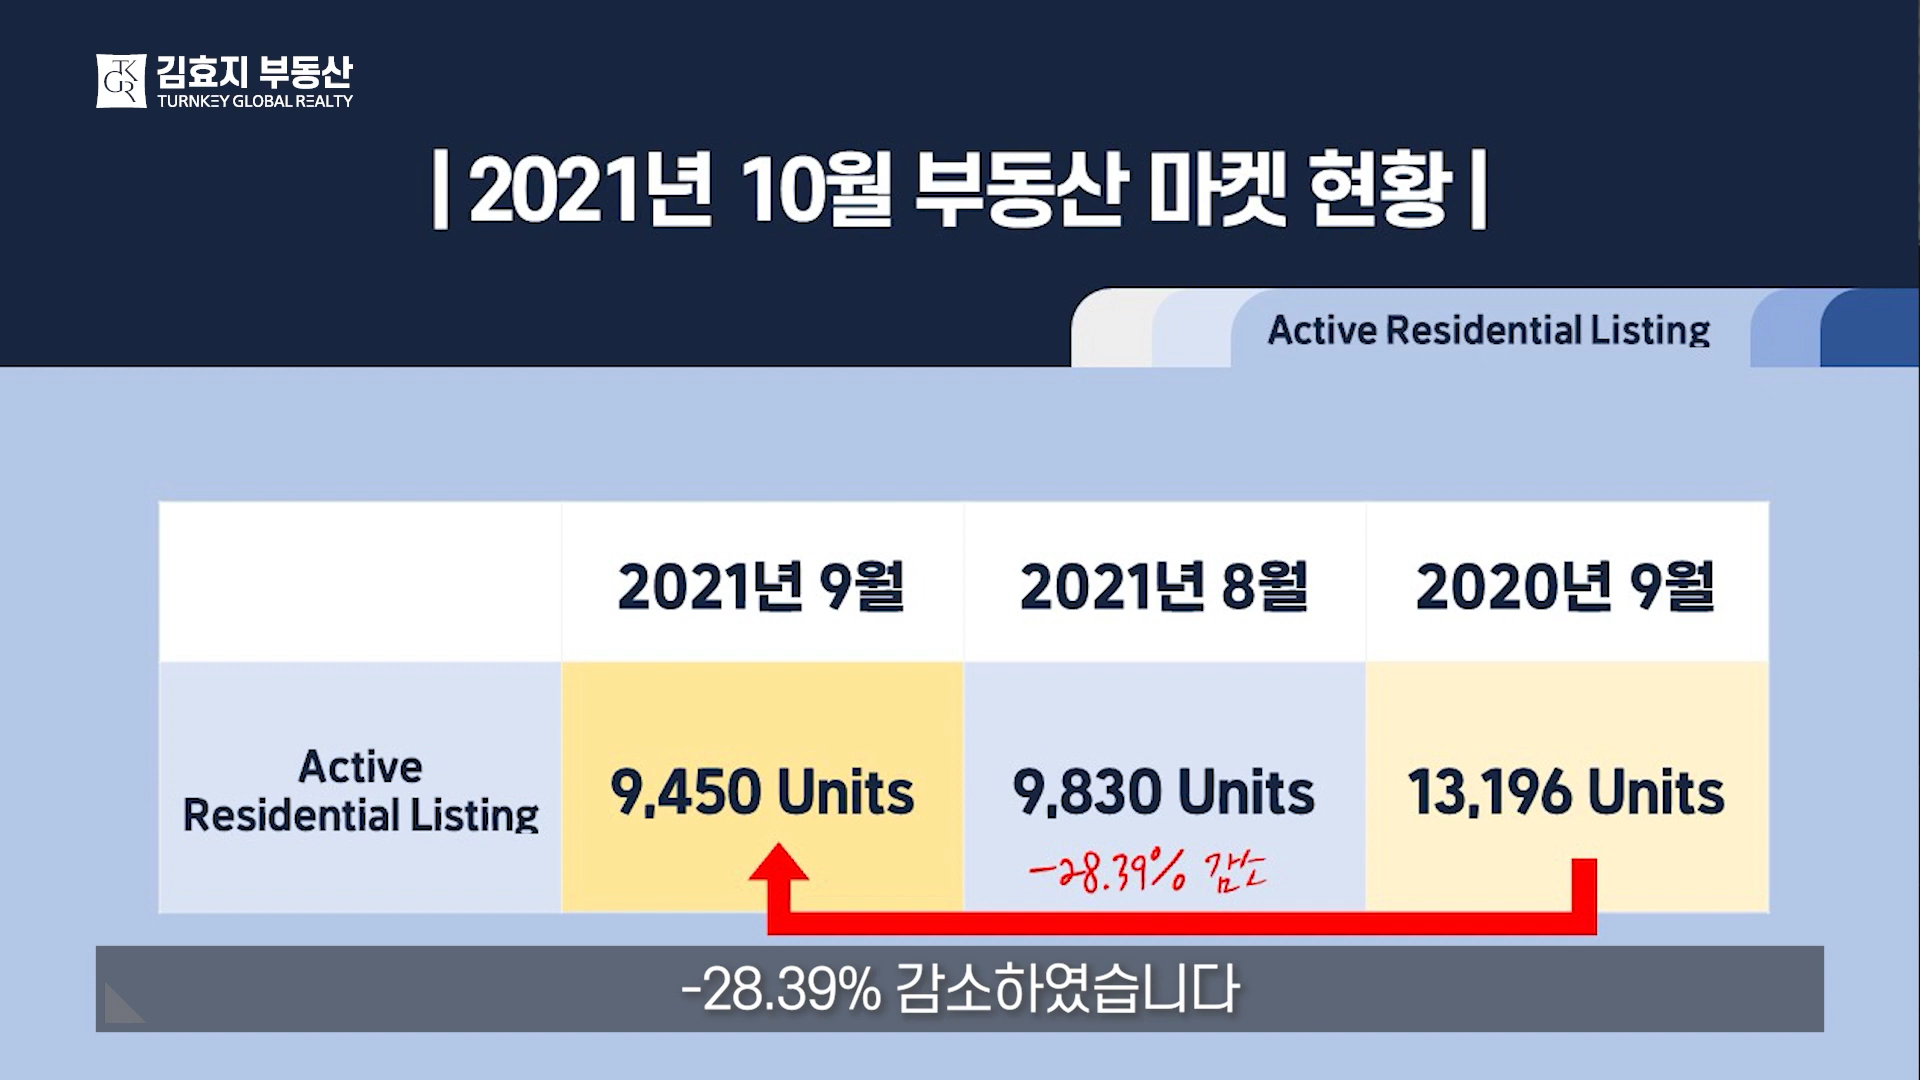 TKGR 김효지 부동산
TURNKEY GLOBAL REALTY
| 2021년 10월 부동산 마켓 현황 |
Active Residential Listing
2021년 9월 2021년 8월 2020년 9월
Active
Residential Listing
9,450 Units 9,830 Units 13,196 Units
-28.39% 감소
-28.39% 감소하였습니다